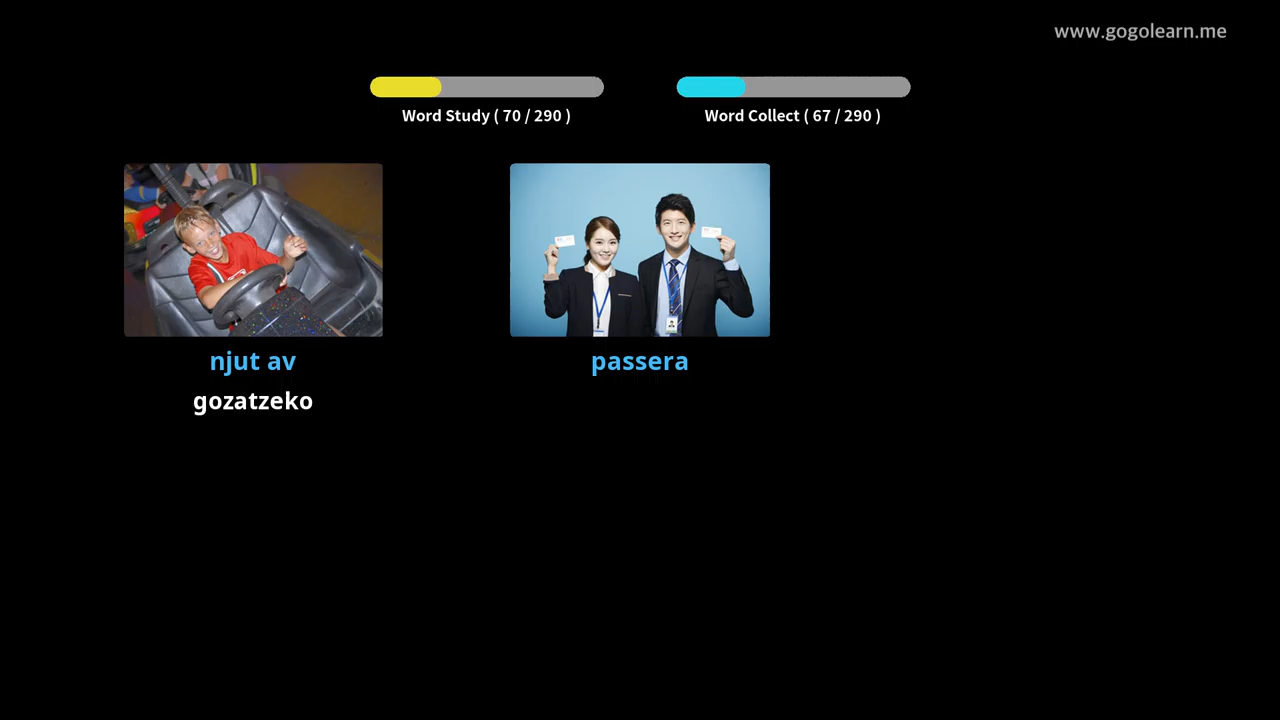 www.gogolearn.me
Word Study ( 70 / 290 )
Word Collect ( 67 / 290 )
njut av
passera
gozatzeko